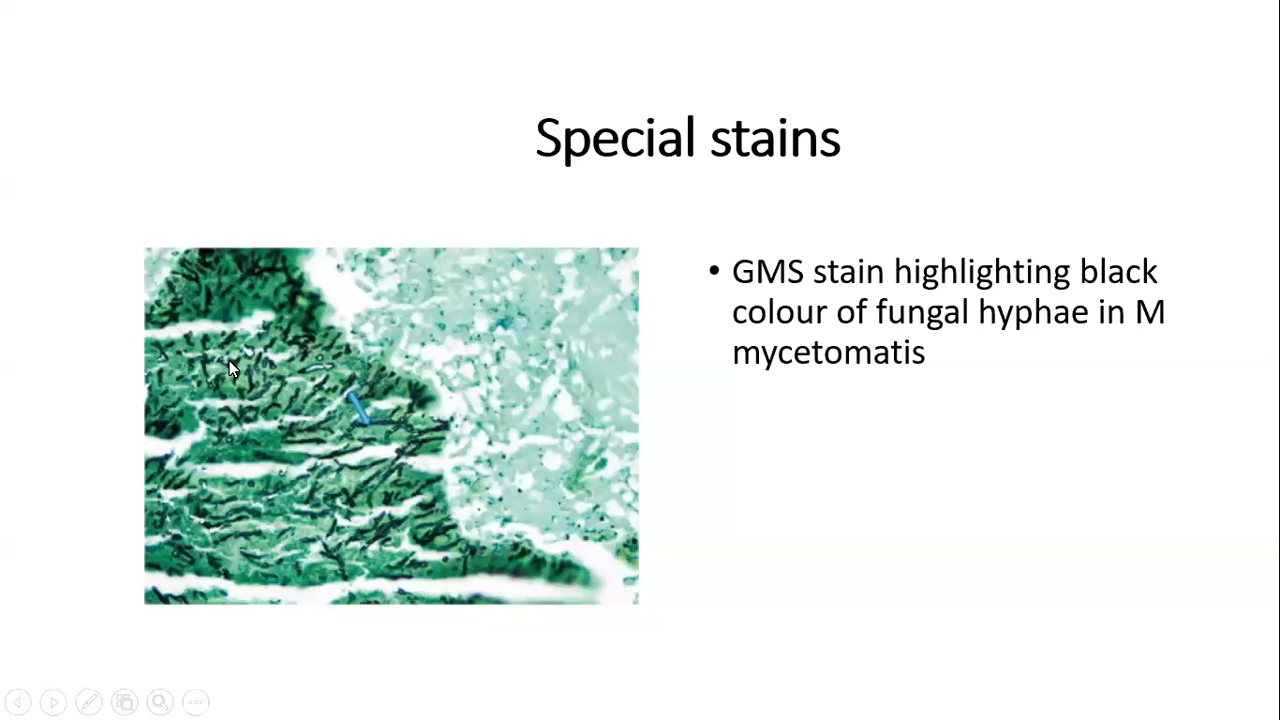 Special stains
• GMS stain highlighting black
colour of fungal hyphae in M
mycetomatis